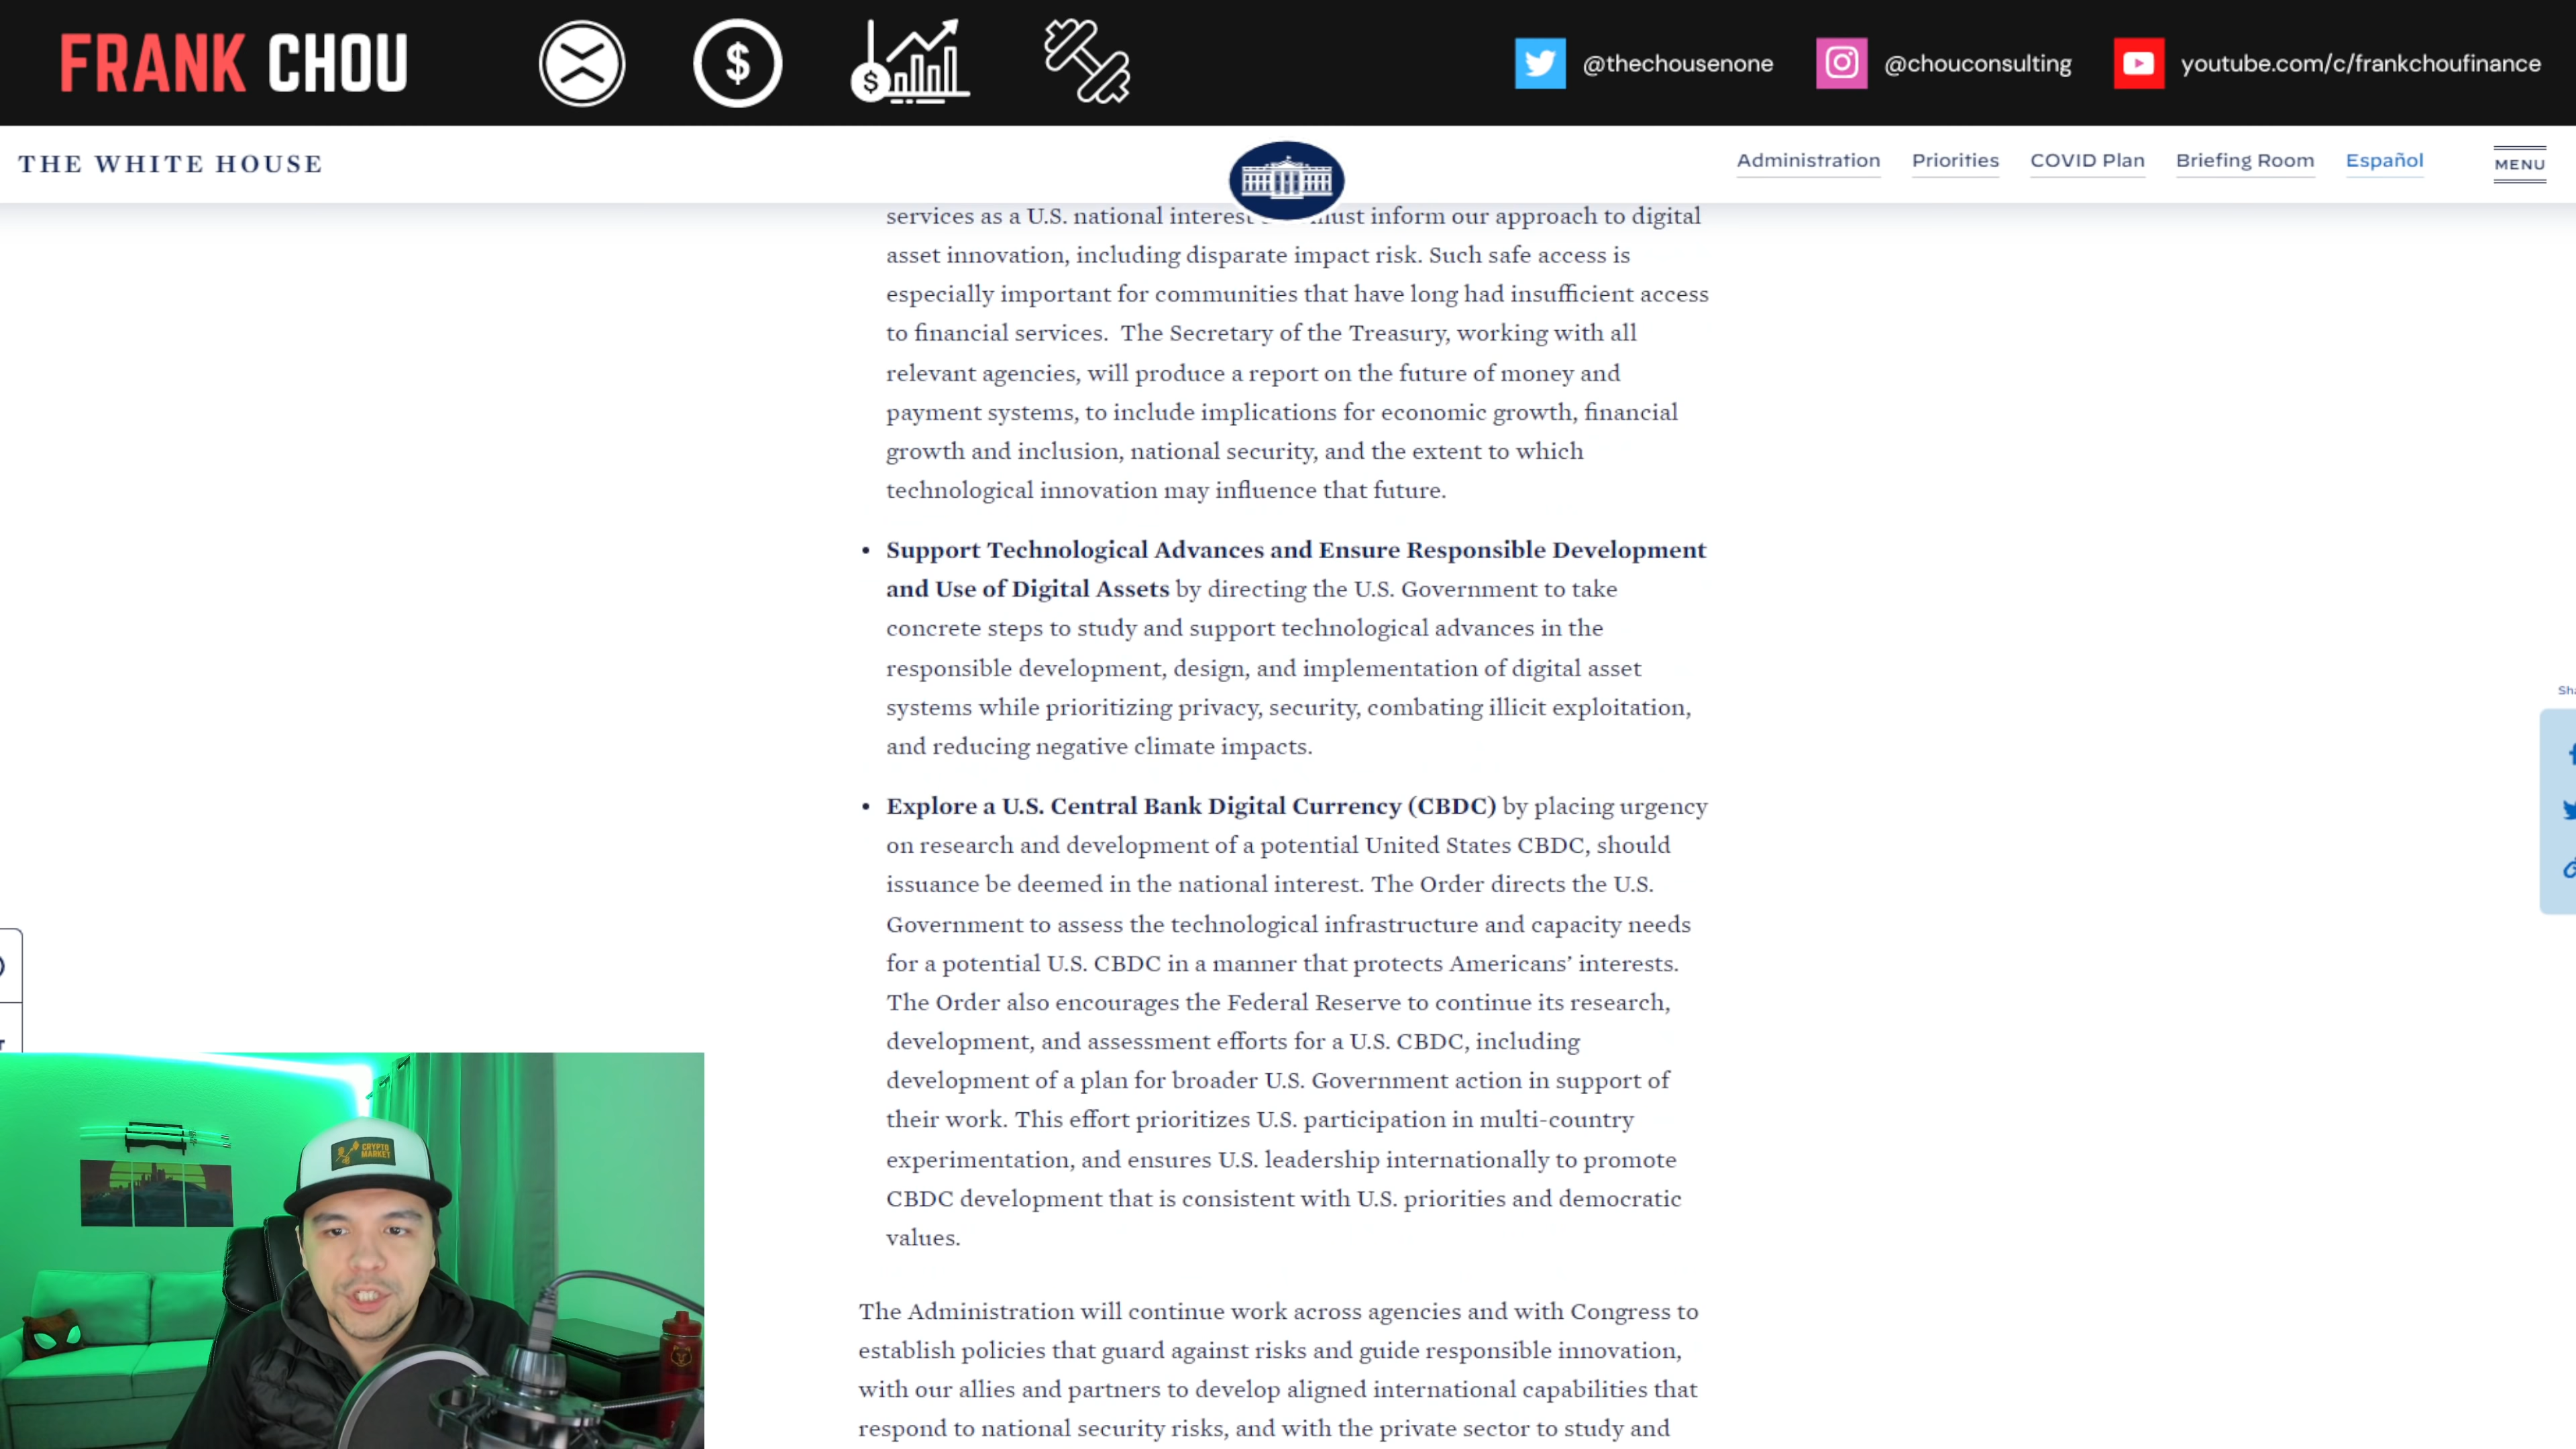 FRANK CHOU
@thechousenone
@chouconsulting
youtube.com/c/frankchoufinance
THE WHITE HOUSE
Administration
Priorities
COVID Plan
Briefing Room
Español
MENU
services as a U.S. national interest must inform our approach to digital
asset innovation, including disparate impact risk. Such safe access is
especially important for communities that have long had insufficient access
to financial services.  The Secretary of the Treasury, working with all
relevant agencies, will produce a report on the future of money and
payment systems, to include implications for economic growth, financial
growth and inclusion, national security, and the extent to which
technological innovation may influence that future.
• Support Technological Advances and Ensure Responsible Development
and Use of Digital Assets by directing the U.S. Government to take
concrete steps to study and support technological advances in the
responsible development, design, and implementation of digital asset
systems while prioritizing privacy, security, combating illicit exploitation,
and reducing negative climate impacts.
• Explore a U.S. Central Bank Digital Currency (CBDC) by placing urgency
on research and development of a potential United States CBDC, should
issuance be deemed in the national interest. The Order directs the U.S.
Government to assess the technological infrastructure and capacity needs
for a potential U.S. CBDC in a manner that protects Americans’ interests.
The Order also encourages the Federal Reserve to continue its research,
development, and assessment efforts for a U.S. CBDC, including
development of a plan for broader U.S. Government action in support of
their work. This effort prioritizes U.S. participation in multi-country
experimentation, and ensures U.S. leadership internationally to promote
CBDC development that is consistent with U.S. priorities and democratic
values.
The Administration will continue work across agencies and with Congress to
establish policies that guard against risks and guide responsible innovation,
with our allies and partners to develop aligned international capabilities that
respond to national security risks, and with the private sector to study and
CRYPTO
MARKET